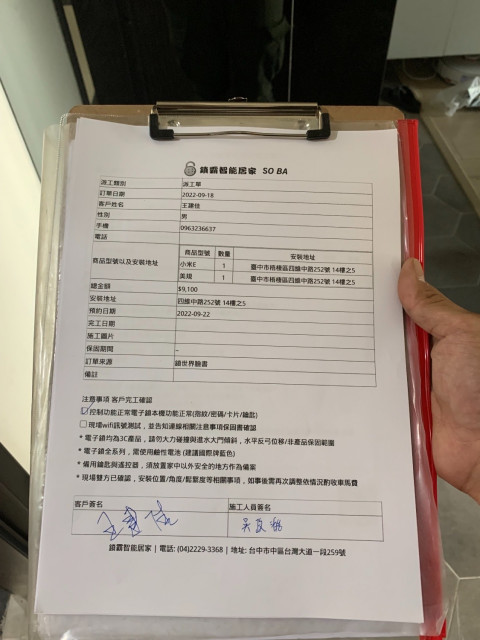 鎖霸智能居家 SO BA
派工類別 派工單
訂單日期 2022-09-18
客戶姓名 王建佳
性別 男
手機 0963236637
電話
商品型號以及安裝地址
商品型號 數量 安裝地址
小米E 1 臺中市梧棲區四維中路252號 14樓之5
美規 1 臺中市梧棲區四維中路252號 14樓之5
總金額 $9,100
安裝地址 四維中路252號 14樓之5
預約日期 2022-09-22
完工日期
施工圖片
保固期間 –
訂單來源 鎖世界臉書
備註
注意事項 客戶完工確認
☑控制功能正常電子鎖本機功能正常(指紋/密碼/卡片/鑰匙)
☐現場wifi訊號測試，並告知連線相關注意事項保固書確認
* 電子鎖均為3C產品，請勿大力碰撞與潑水大門傾斜，水平反弓位移/非產品保固範圍
* 電子鎖全系列，需使用鹼性電池 (建議國際牌藍色)
* 備用鑰匙與遙控器，須放置家中以外安全的地方作為備案
* 現場雙方已確認，安裝位置/角度/鬆緊度等相關事項，如事後需再次調整依情況酌收車馬費
客戶簽名 施工人員簽名
鎖霸智能居家 | 電話: (04)2229-3368 | 地址: 台中市中區台灣大道一段259號